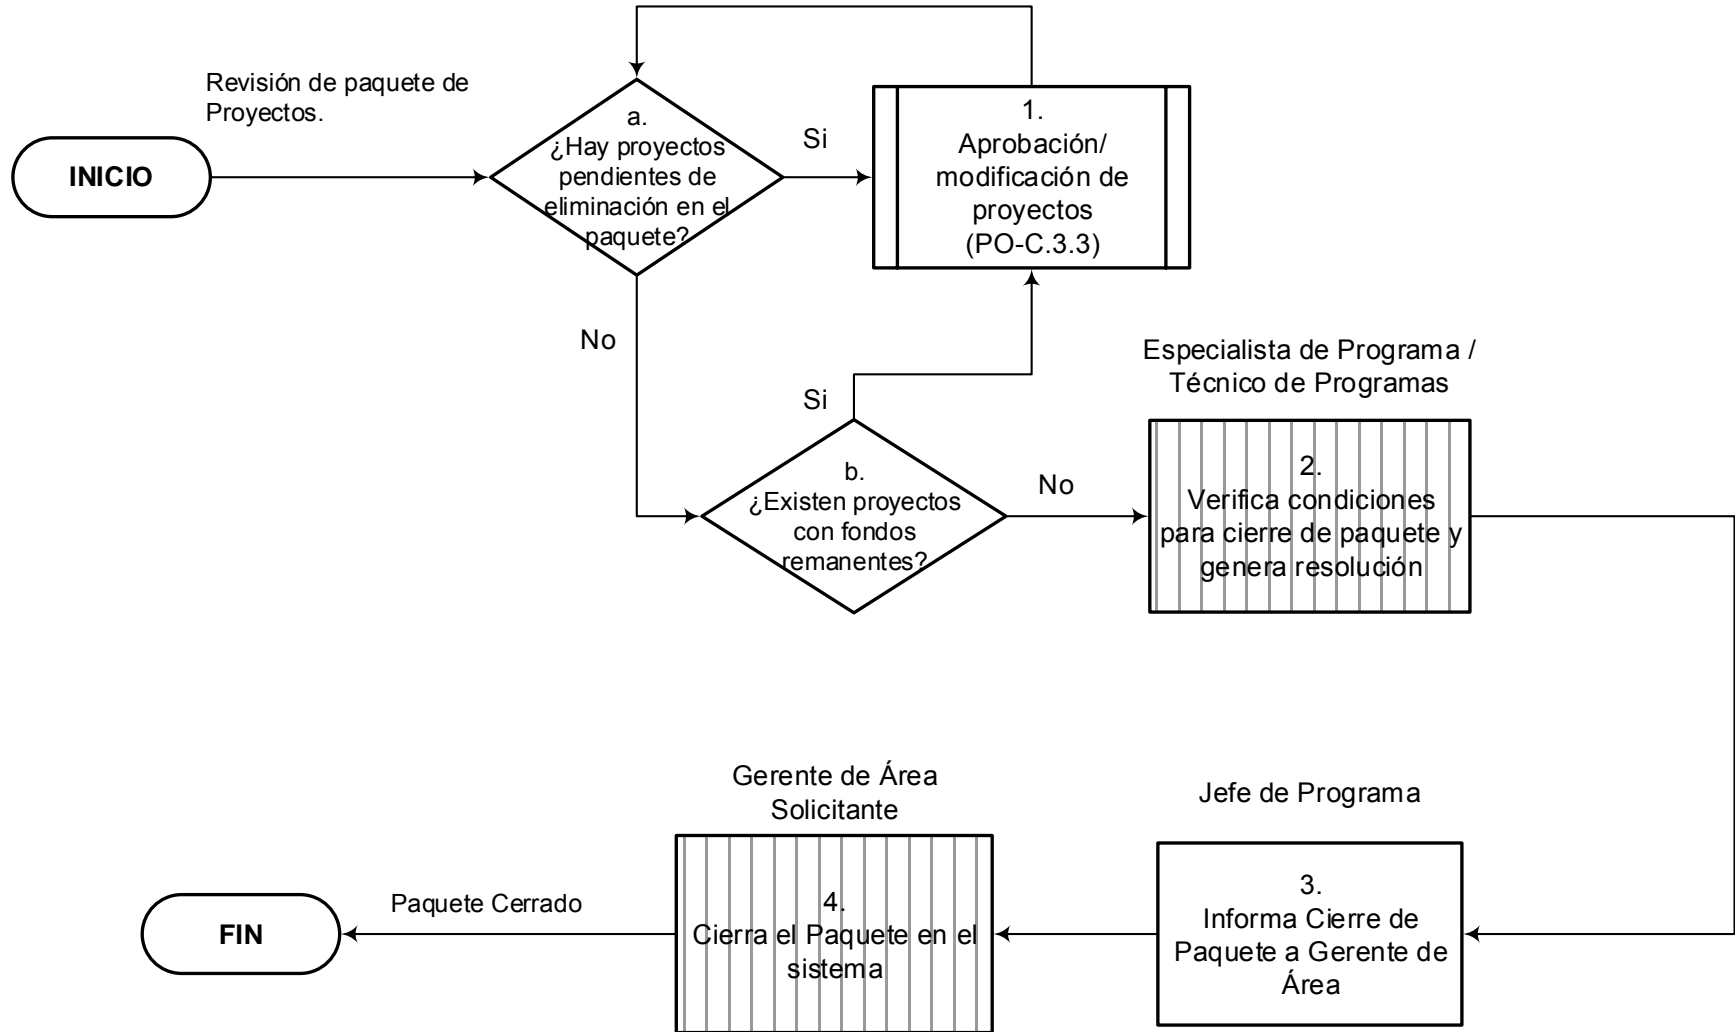 Revisión de paquete de
Proyectos.
INICIO
a.
¿Hay proyectos
pendientes de
eliminación en el
paquete?
Si
1.
Aprobación/
modificación de
proyectos
(PO-C.3.3)
No
Si
b.
¿Existen proyectos
con fondos
remanentes?
No
Especialista de Programa /
Técnico de Programas
2.
Verifica condiciones
para cierre de paquete y
genera resolución
Gerente de Área
Solicitante
Jefe de Programa
FIN
Paquete Cerrado
4.
Cierra el Paquete en el
sistema
3.
Informa Cierre de
Paquete a Gerente de
Área